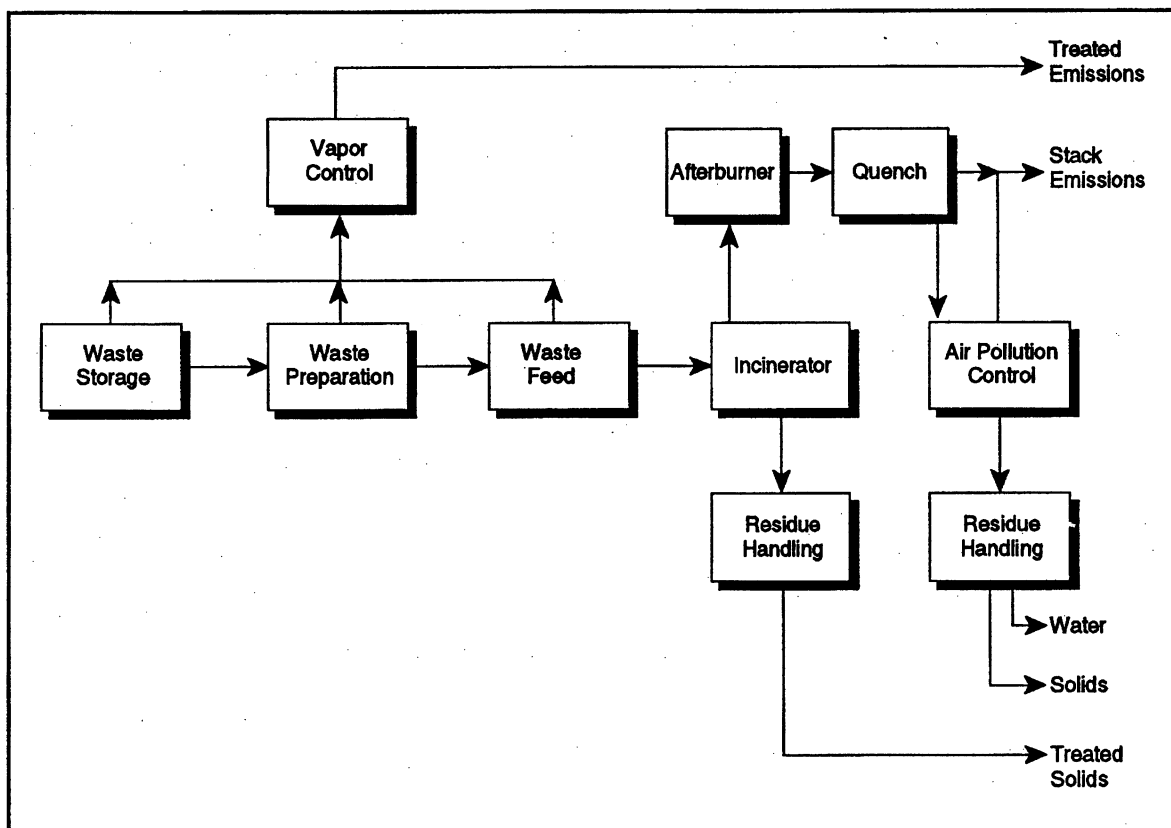 Treated
Emissions
Vapor
Control
Afterburner
Quench
Stack
Emissions
Waste
Storage
Waste
Preparation
Waste
Feed
Incinerator
Air Pollution
Control
Residue
Handling
Residue
Handling
Water
Solids
Treated
Solids